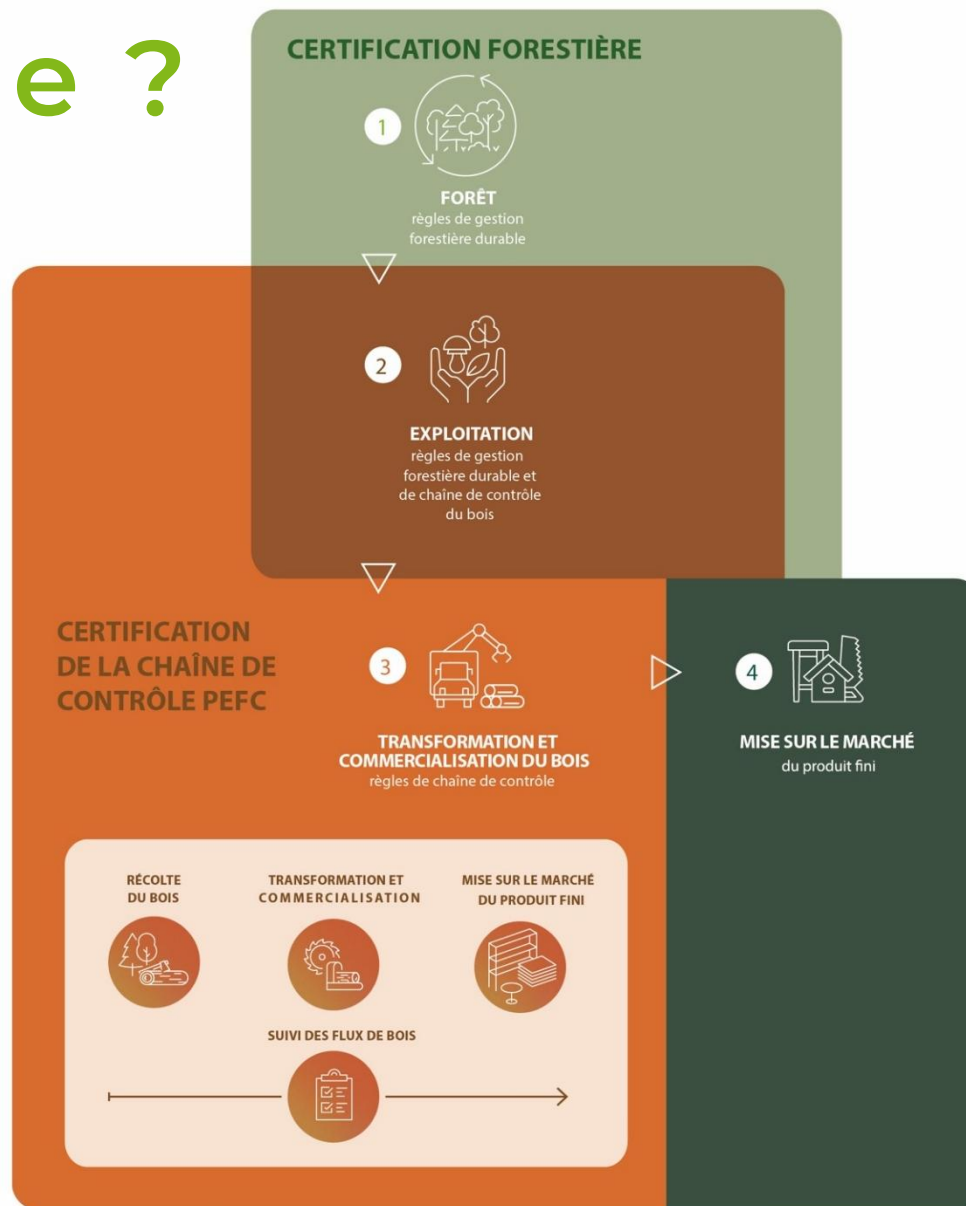 e ?
CERTIFICATION FORESTIÈRE
1
FORÊT
règles de gestion
forestière durable
2
EXPLOITATION
règles de gestion
forestière durable et
de chaîne de contrôle
du bois
CERTIFICATION
DE LA CHAÎNE DE
CONTRÔLE PEFC
3
TRANSFORMATION ET
COMMERCIALISATION DU BOIS
règles de chaîne de contrôle
4
MISE SUR LE MARCHÉ
du produit fini
RÉCOLTE
DU BOIS
TRANSFORMATION ET
COMMERCIALISATION
MISE SUR LE MARCHÉ
DU PRODUIT FINI
SUIVI DES FLUX DE BOIS